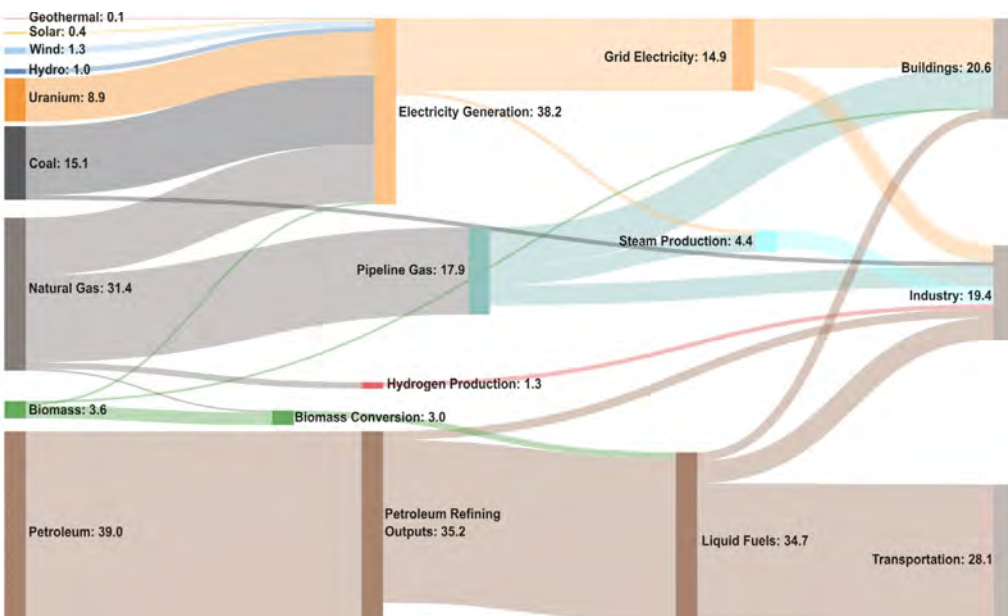 Geothermal: 0.1
Solar: 0.4
Wind: 1.3
Hydro: 1.0
Uranium: 8.9
Coal: 15.1
Natural Gas: 31.4
Biomass: 3.6
Petroleum: 39.0
Electricity Generation: 38.2
Pipeline Gas: 17.9
Hydrogen Production: 1.3
Biomass Conversion: 3.0
Petroleum Refining
Outputs: 35.2
Grid Electricity: 14.9
Steam Production: 4.4
Liquid Fuels: 34.7
Buildings: 20.6
Industry: 19.4
Transportation: 28.1